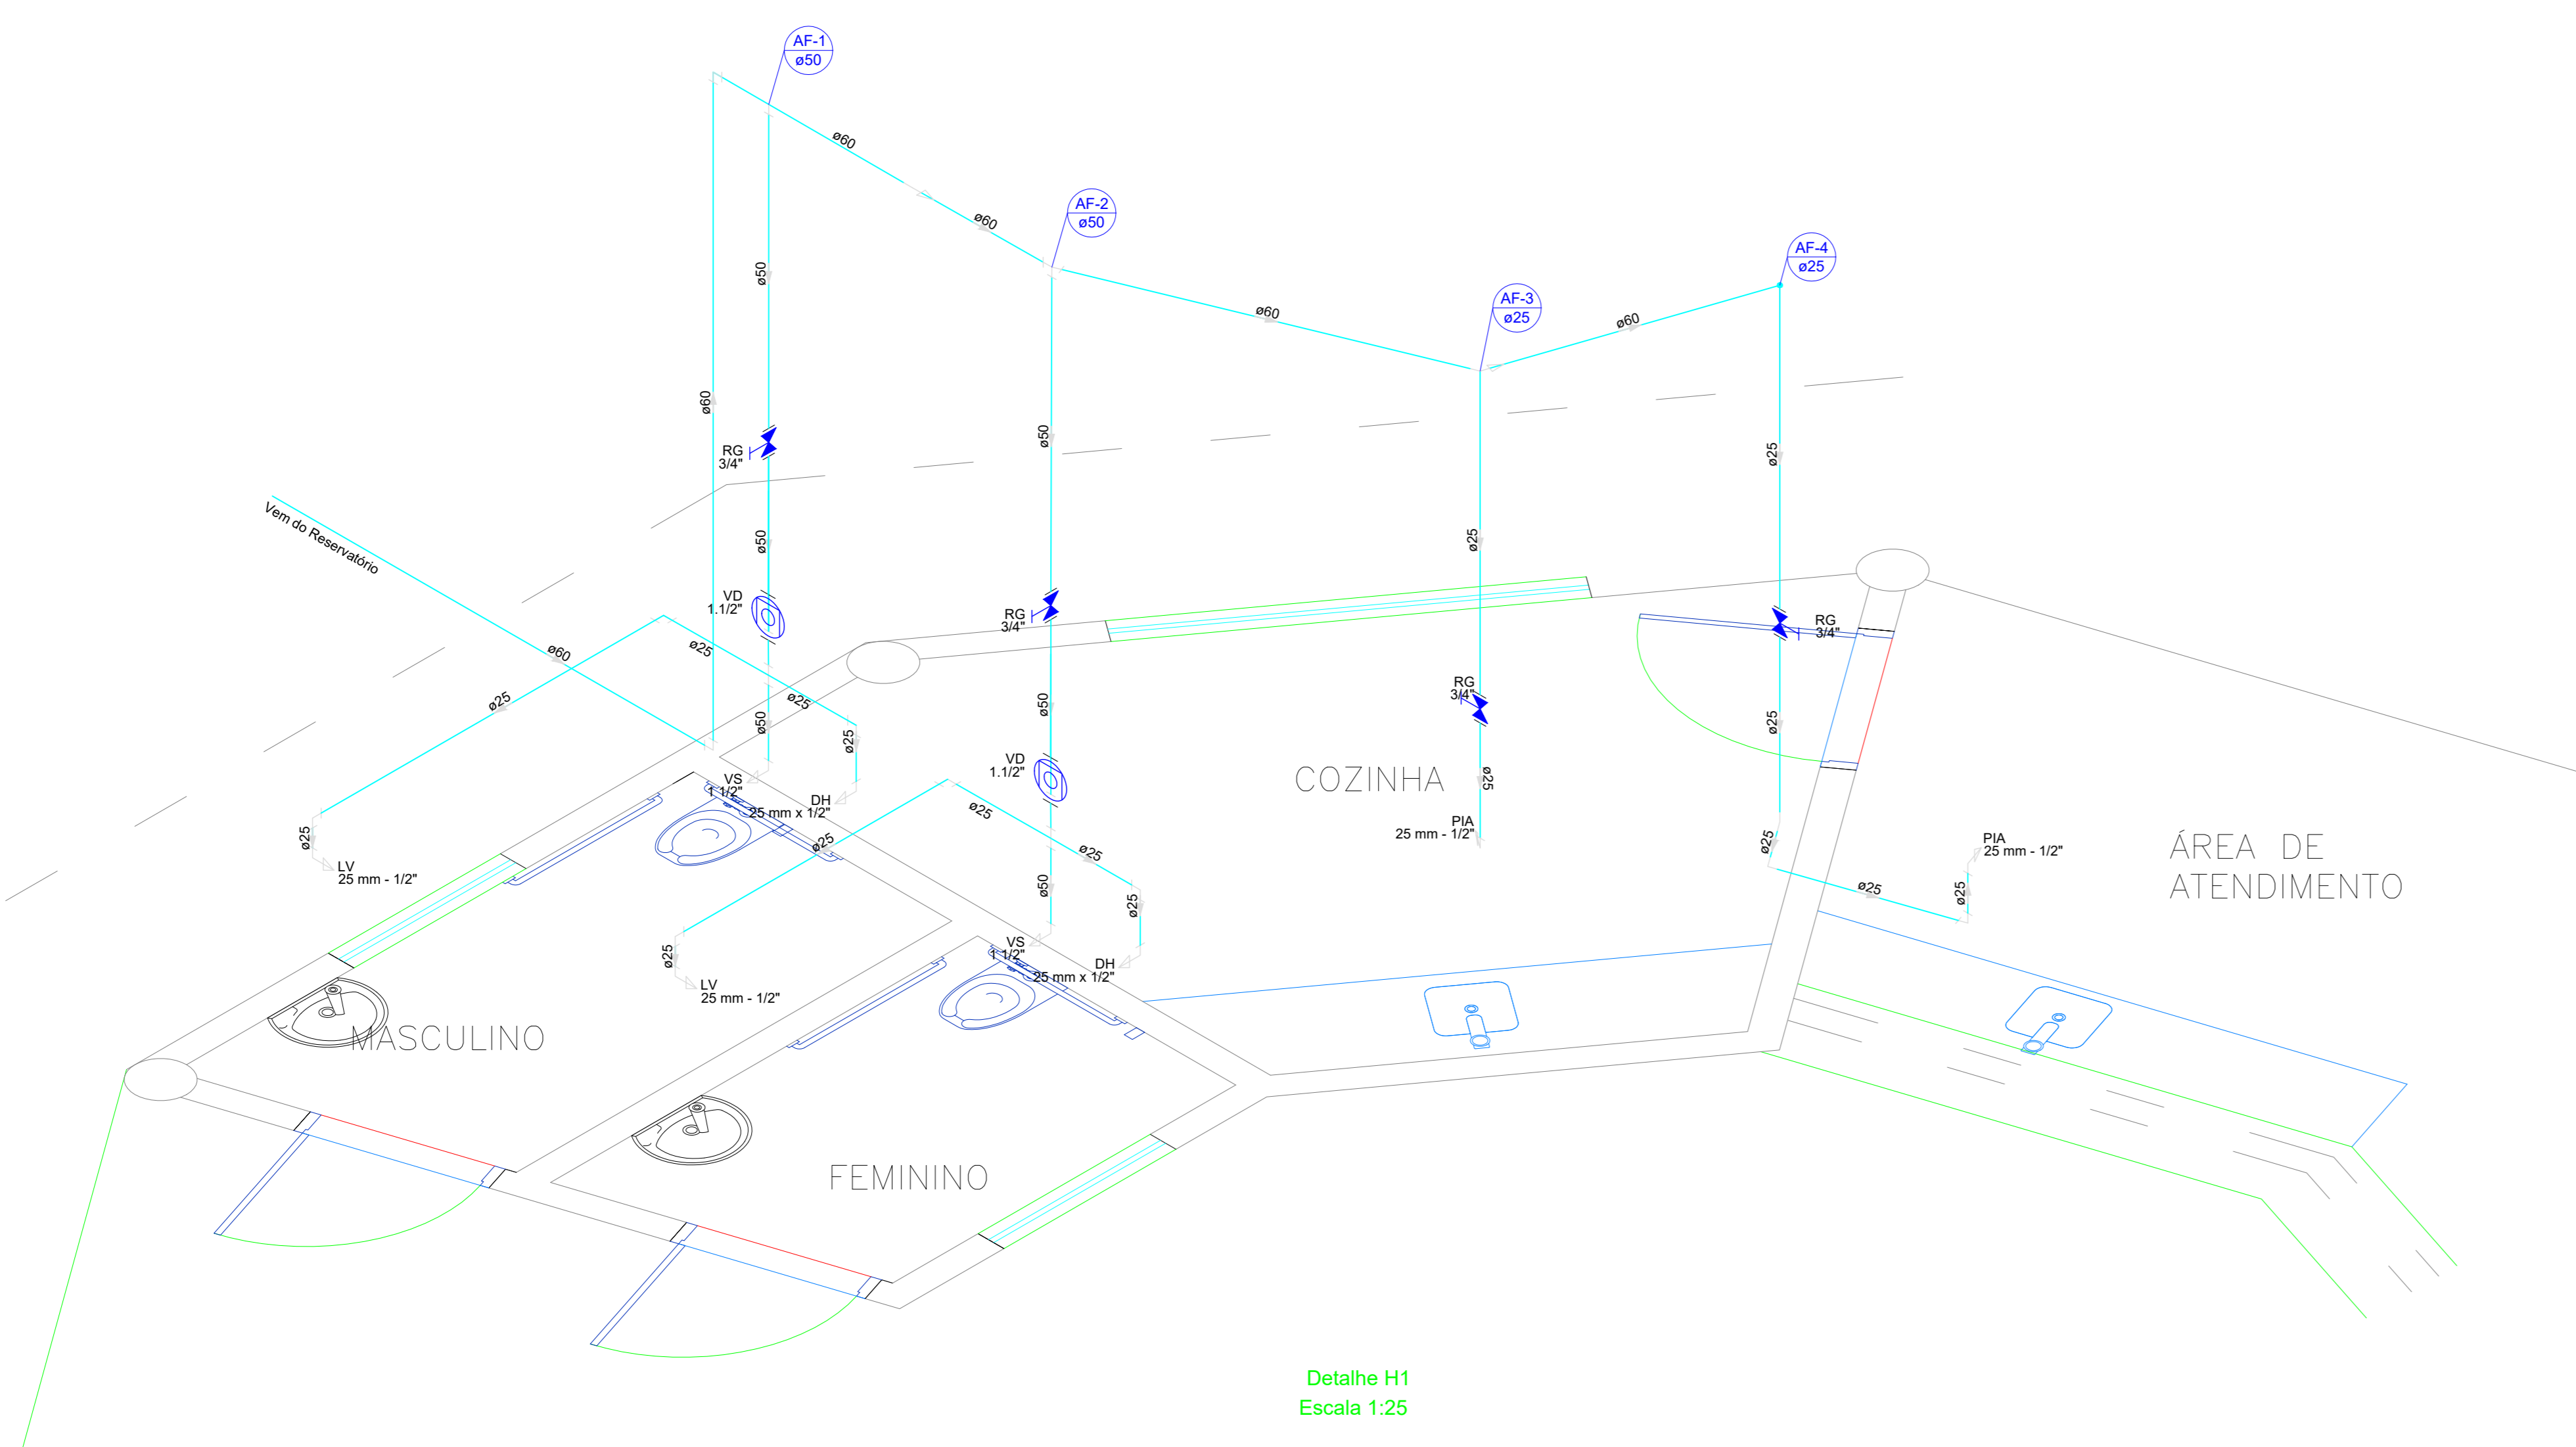 AF-1
ø50
ø60
AF-2
ø50
ø60
AF-4
ø25
ø50
AF-3
ø25
ø60
ø60
ø60
RG
3/4"
ø50
ø25
Vem do Reservatório
ø50
ø25
VD
1.1/2"
RG
3/4"
RG
3/4"
ø60
ø25
ø25
ø25
RG
3/4"
ø50
ø50
ø25
ø25
VS
1 1/2"
DH
25 mm x 1/2"
VD
1.1/2"
COZINHA
ø25
ø25
ø25
ø25
ø25
PIA
25 mm - 1/2"
ø25
PIA
25 mm - 1/2"
ÁREA DE
ATENDIMENTO
LV
25 mm - 1/2"
ø50
ø25
ø25
ø25
VS
1 1/2"
DH
25 mm x 1/2"
ø25
LV
25 mm - 1/2"
MASCULINO
FEMININO
Detalhe H1
Escala 1:25